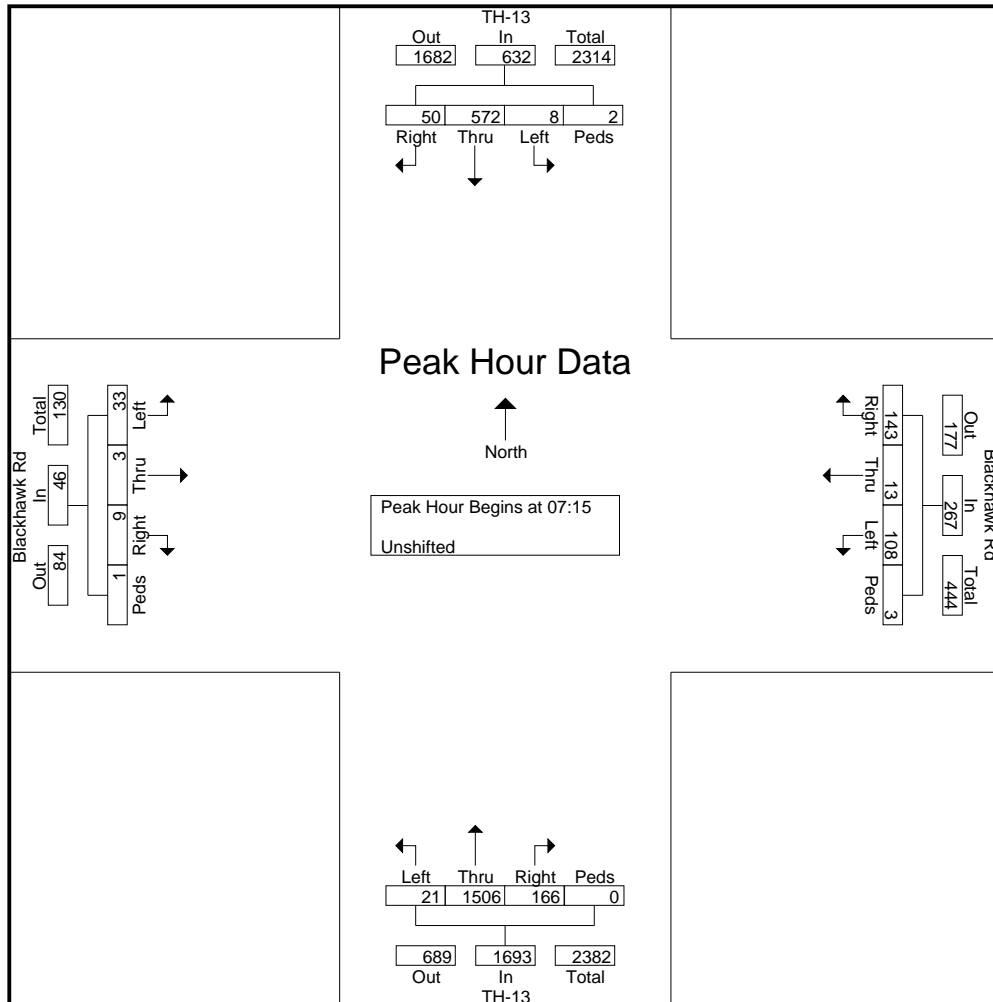 TH-13
Out In Total
1682 632 2314
50 572 8 2
Right Thru Left Peds
Peak Hour Data
North
Peak Hour Begins at 07:15
Unshifted
Blackhawk Rd
Out In Total
84 46 130
33 3 9 1
Left Thru Right Peds
Blackhawk Rd
Out In Total
177 267 444
143 13 108 3
Right Thru Left Peds
Left Thru Right Peds
21 1506 166 0
689 1693 2382
Out In Total
TH-13